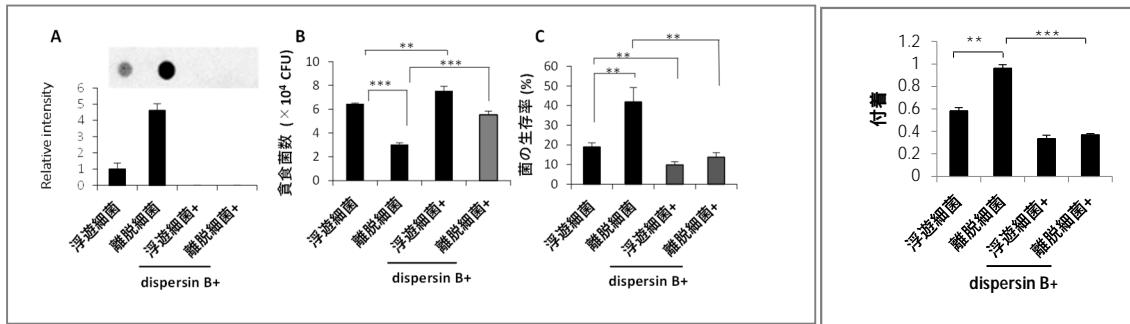 A
Relative intensity
6
5
4
3
2
1
0
浮遊細菌
離脱細菌
浮遊細菌+
離脱細菌+
dispersin B+
B
貪食菌数 (×10⁴ CFU)
10
8
6
4
2
0
**
***
***
浮遊細菌
離脱細菌
浮遊細菌+
離脱細菌+
dispersin B+
C
菌の生存率 (%)
60
50
40
30
20
10
0
**
**
**
浮遊細菌
離脱細菌
浮遊細菌+
離脱細菌+
dispersin B+
付着
1.2
1
0.8
0.6
0.4
0.2
0
**
***
浮遊細菌
離脱細菌
浮遊細菌+
離脱細菌+
dispersin B+